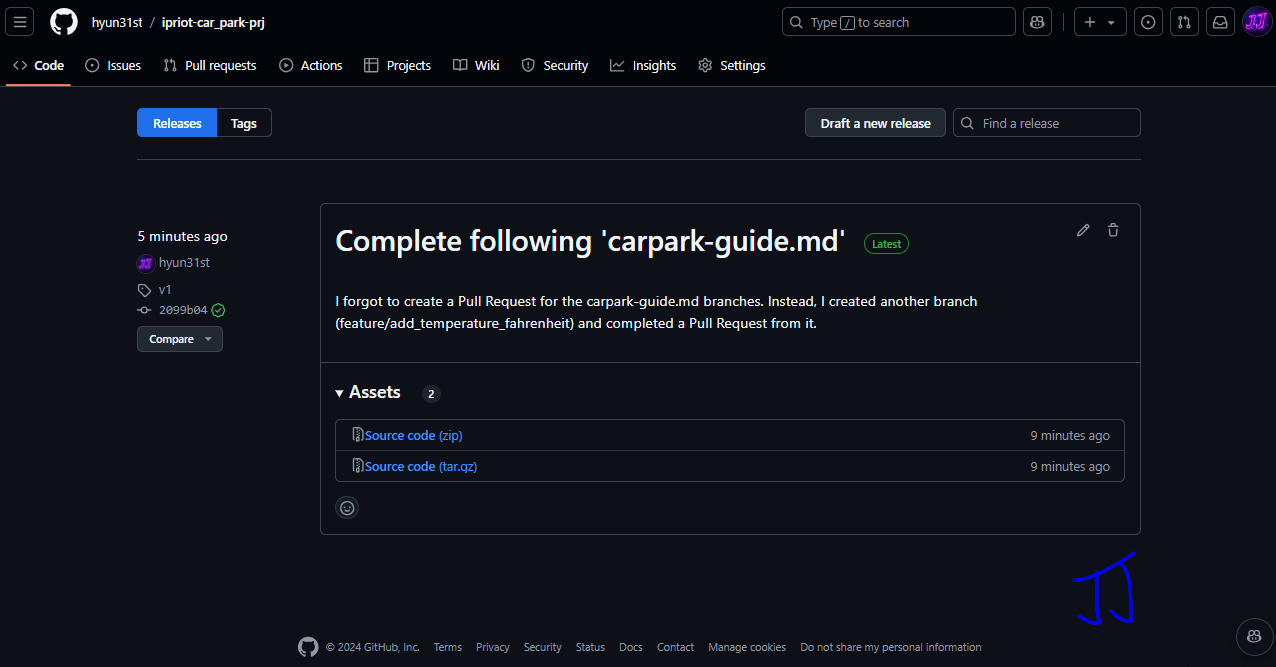 hyun31st / ipriot-car_park-prj
Type / to search
Code
Issues
Pull requests
Actions
Projects
Wiki
Security
Insights
Settings
Releases
Tags
Draft a new release
Find a release
5 minutes ago
hyun31st
v1
2099b04
Compare
Complete following 'carpark-guide.md'
Latest
I forgot to create a Pull Request for the carpark-guide.md branches. Instead, I created another branch
(feature/add_temperature_fahrenheit) and completed a Pull Request from it.
Assets 2
Source code (zip) 9 minutes ago
Source code (tar.gz) 9 minutes ago
JJ
© 2024 GitHub, Inc. Terms Privacy Security Status Docs Contact Manage cookies Do not share my personal information